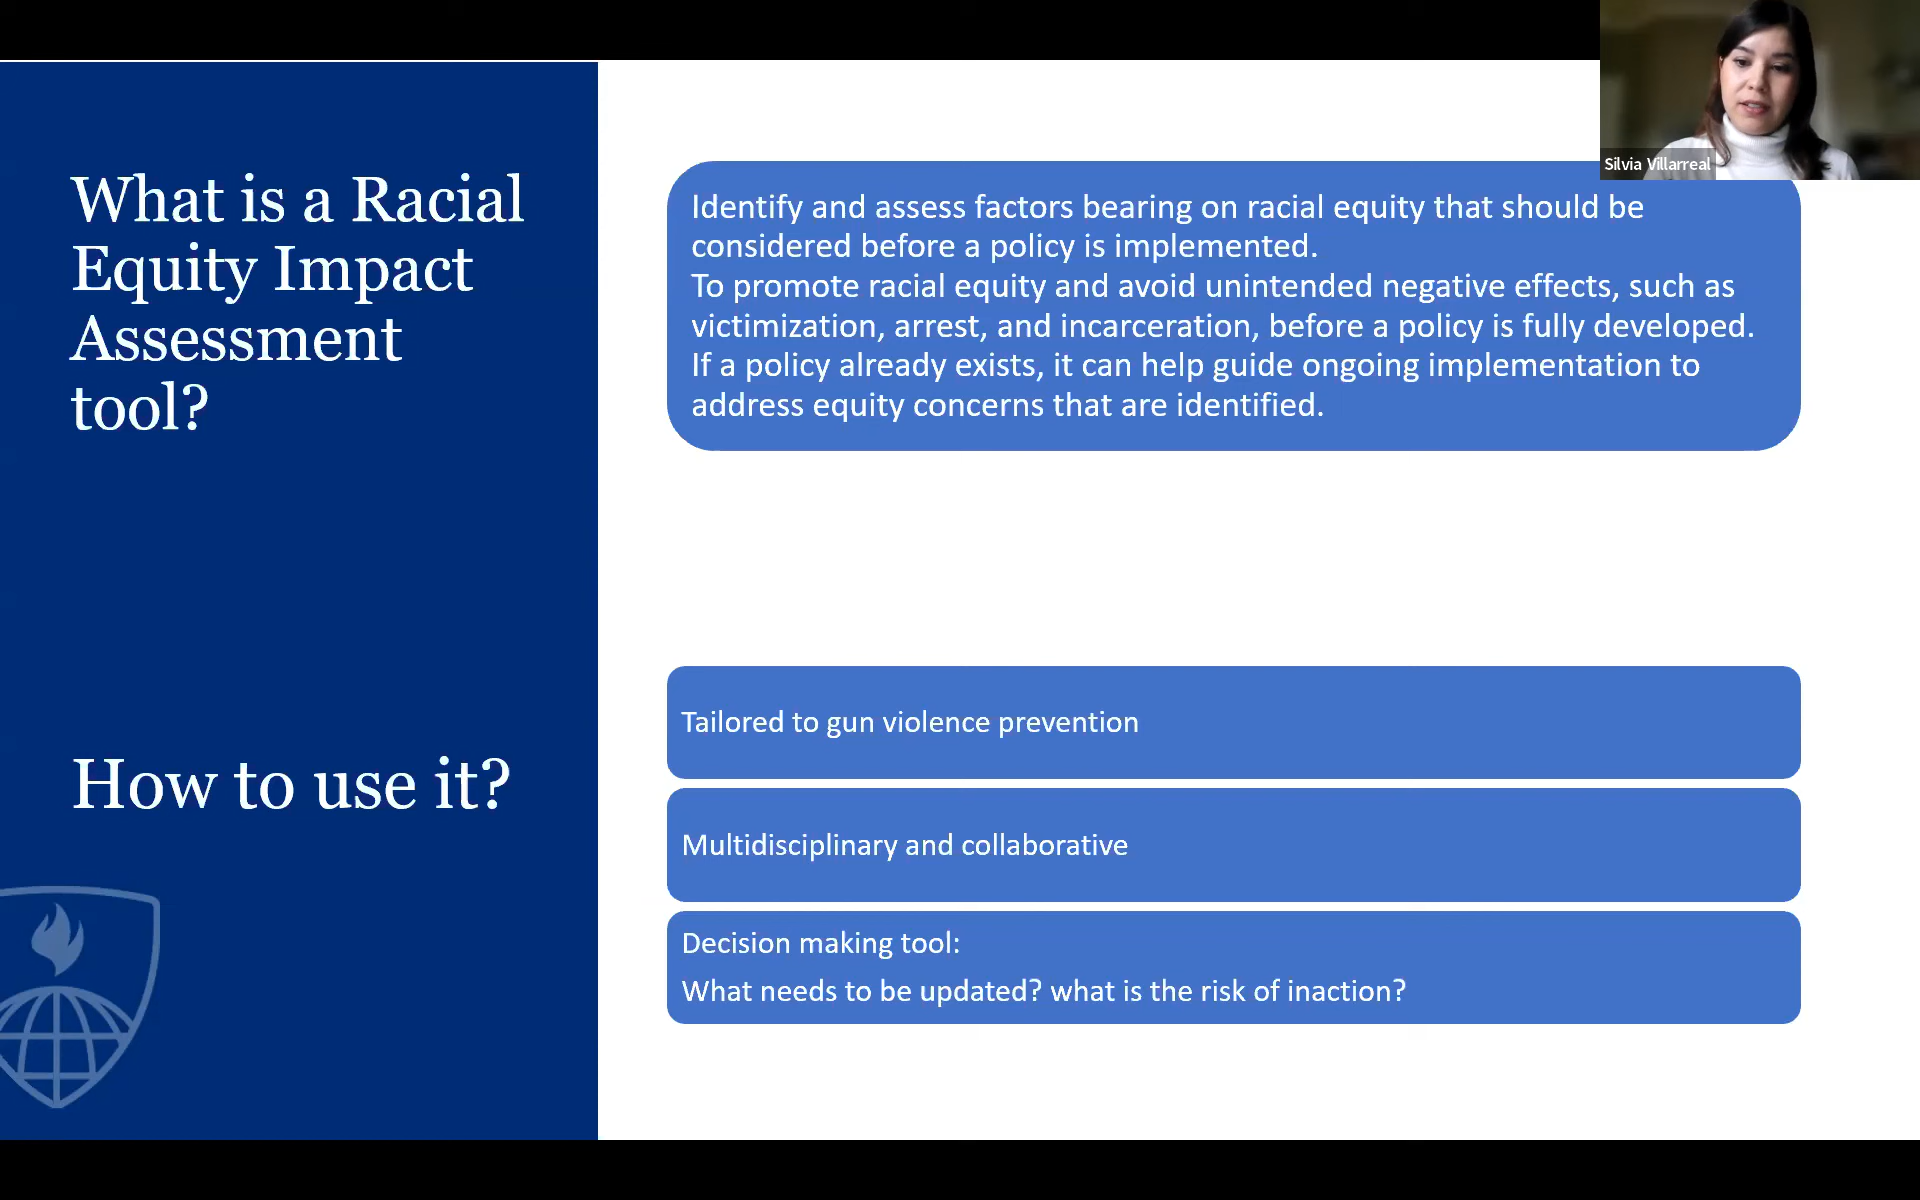 Silvia Villarreal
What is a Racial
Equity Impact
Assessment
tool?
Identify and assess factors bearing on racial equity that should be
considered before a policy is implemented.
To promote racial equity and avoid unintended negative effects, such as
victimization, arrest, and incarceration, before a policy is fully developed.
If a policy already exists, it can help guide ongoing implementation to
address equity concerns that are identified.
How to use it?
Tailored to gun violence prevention
Multidisciplinary and collaborative
Decision making tool:
What needs to be updated? what is the risk of inaction?